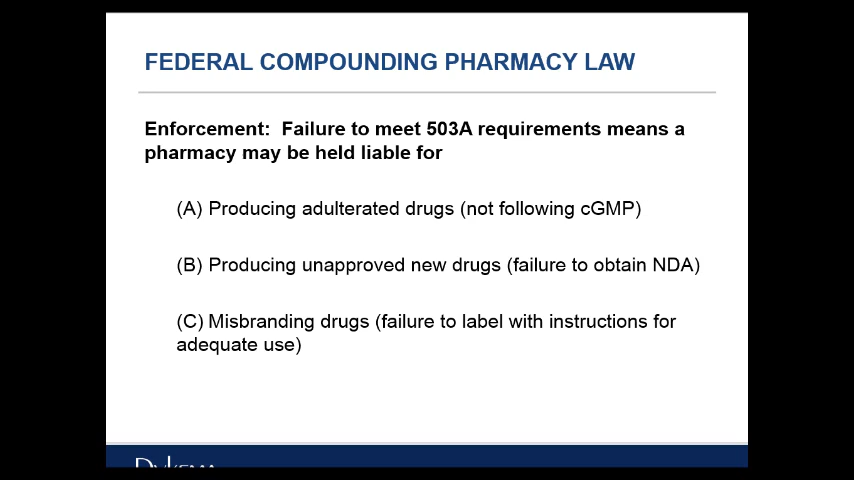 FEDERAL COMPOUNDING PHARMACY LAW
Enforcement:  Failure to meet 503A requirements means a
pharmacy may be held liable for
(A) Producing adulterated drugs (not following cGMP)
(B) Producing unapproved new drugs (failure to obtain NDA)
(C) Misbranding drugs (failure to label with instructions for
adequate use)
Dykema